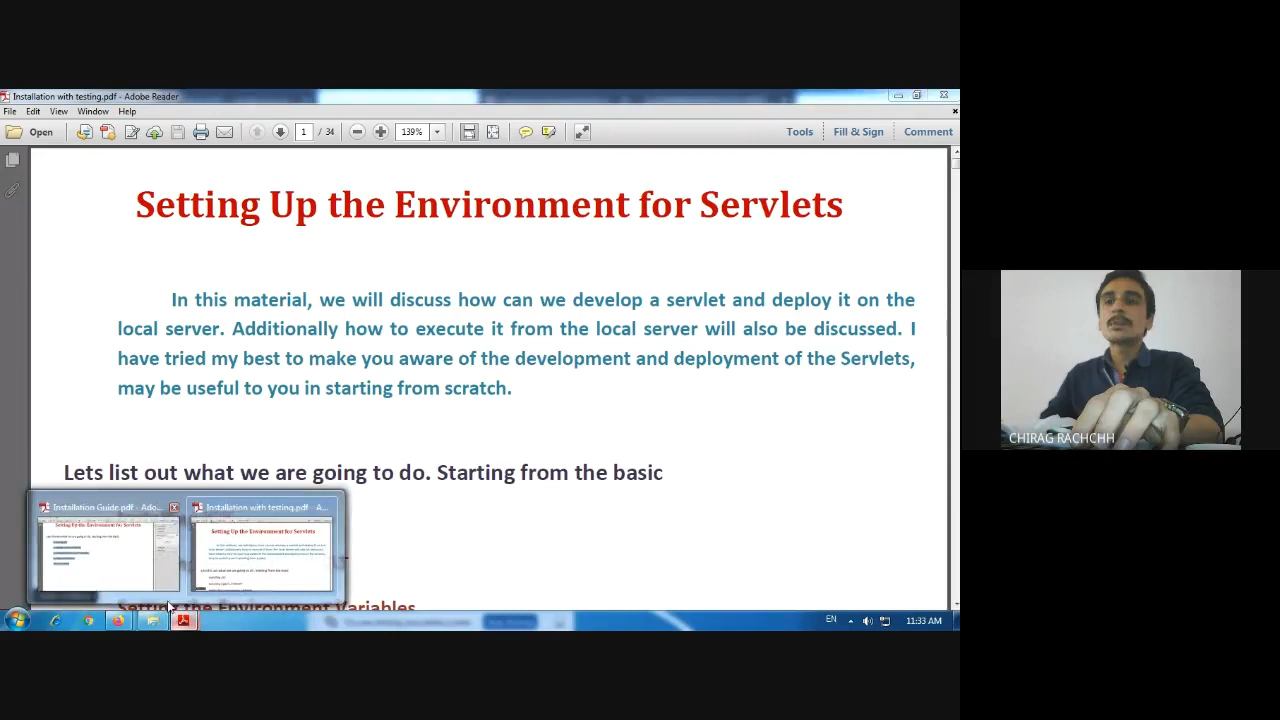 Installation with testing.pdf - Adobe Reader
File Edit View Window Help
Open 1 / 34 139% Tools Fill & Sign Comment
Setting Up the Environment for Servlets
In this material, we will discuss how can we develop a servlet and deploy it on the
local server. Additionally how to execute it from the local server will also be discussed. I
have tried my best to make you aware of the development and deployment of the Servlets,
may be useful to you in starting from scratch.
Lets list out what we are going to do. Starting from the basic
Installation Guide.pdf - Ado... Installation with testing.pdf - A...
Setting Up the Environment for Servlets
Setting Up the Environment for Servlets
Setting the Environment Variables
EN 11:33 AM
CHIRAG RACHCHH